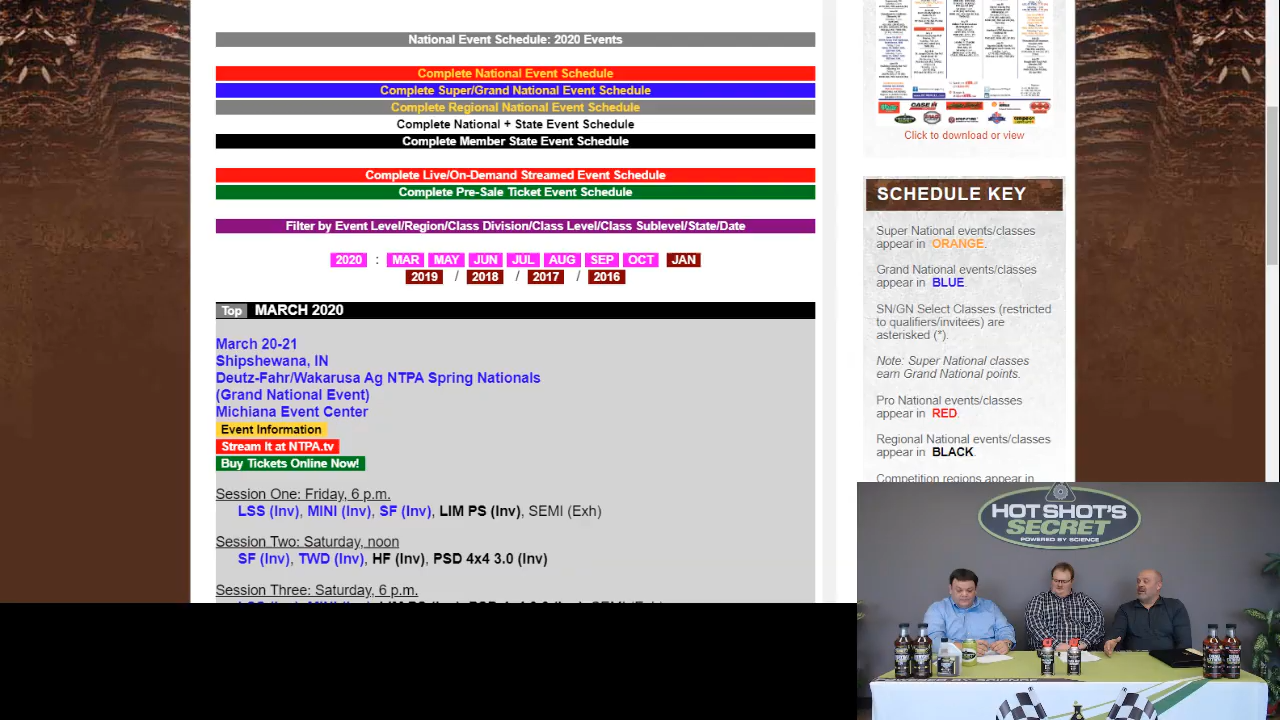 National Event Schedule: 2020 Events
Complete National Event Schedule
Complete Super/Grand National Event Schedule
Complete Regional National Event Schedule
Complete National + State Event Schedule
Complete Member State Event Schedule
Complete Live/On-Demand Streamed Event Schedule
Complete Pre-Sale Ticket Event Schedule
Filter by Event Level/Region/Class Division/Class Level/Class Sublevel/State/Date
2020 : MAR MAY JUN JUL AUG SEP OCT JAN
2019 / 2018 / 2017 / 2016
Top MARCH 2020
March 20-21
Shipshewana, IN
Deutz-Fahr/Wakarusa Ag NTPA Spring Nationals
(Grand National Event)
Michiana Event Center
Event Information
Stream It at NTPA.tv
Buy Tickets Online Now!
Session One: Friday, 6 p.m.
LSS (Inv), MINI (Inv), SF (Inv), LIM PS (Inv), SEMI (Exh)
Session Two: Saturday, noon
SF (Inv), TWD (Inv), HF (Inv), PSD 4x4 3.0 (Inv)
Session Three: Saturday, 6 p.m.
CASE III
Click to download or view
SCHEDULE KEY
Super National events/classes
appear in ORANGE.
Grand National events/classes
appear in BLUE.
SN/GN Select Classes (restricted
to qualifiers/invitees) are
asterisked (*).
Note: Super National classes
earn Grand National points.
Pro National events/classes
appear in RED.
Regional National events/classes
appear in BLACK.
Competition regions appear in
HOT SHOT'S
SECRET
POWERED BY SCIENCE